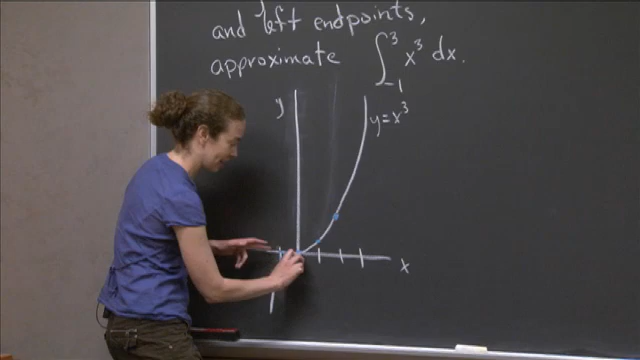 and left endpoints,
approximate ∫₋₁³ x³ dx.
y
y=x³
x